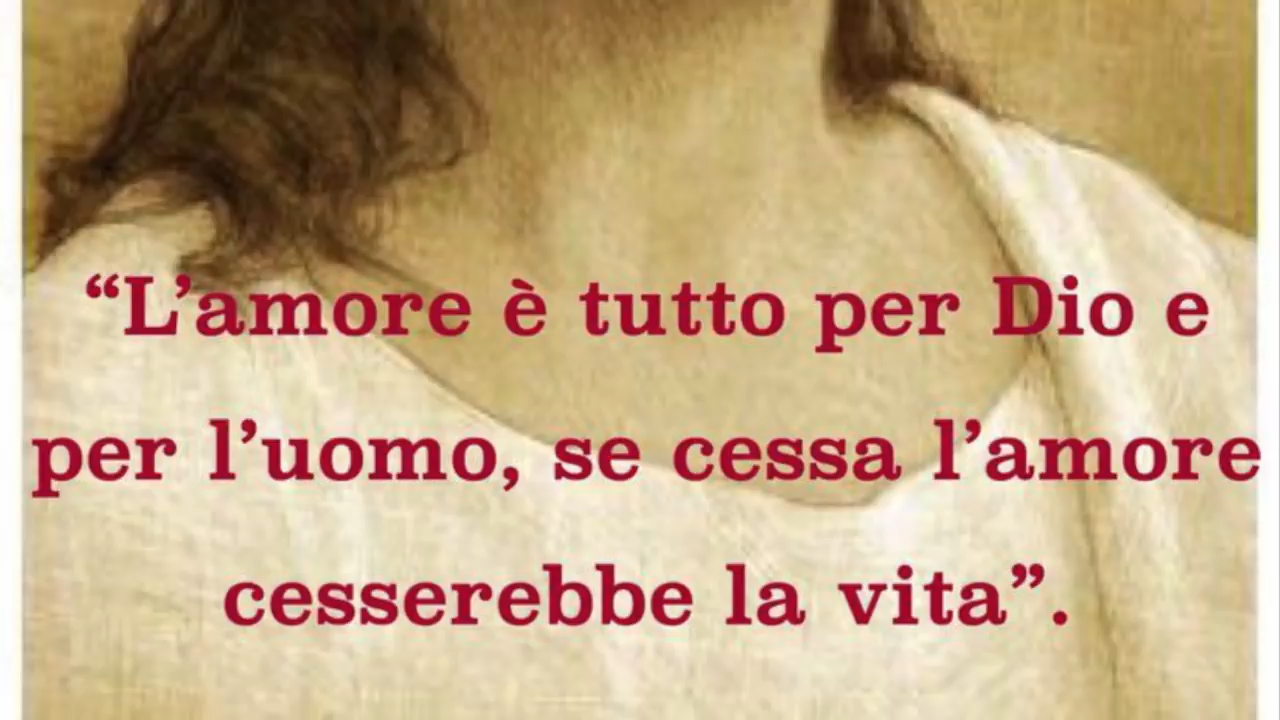 “L’amore è tutto per Dio e
per l’uomo, se cessa l’amore
cesserebbe la vita”.